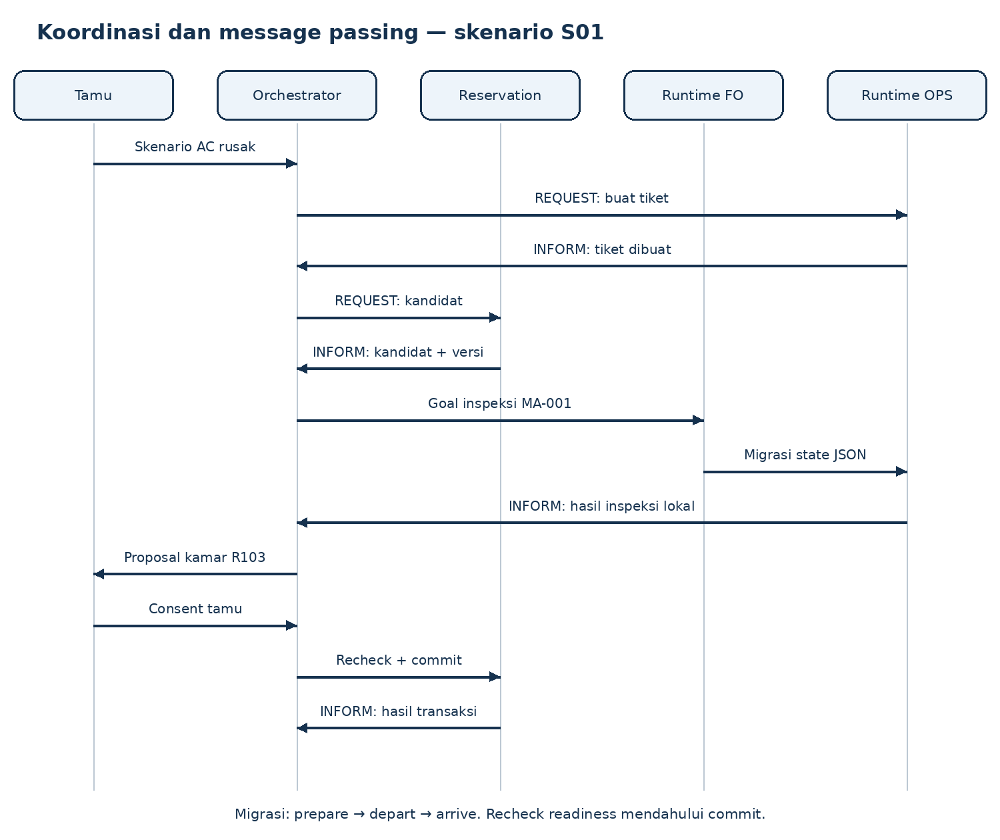 Koordinasi dan message passing — skenario S01
Tamu
Orchestrator
Reservation
Runtime FO
Runtime OPS
Skenario AC rusak
REQUEST: buat tiket
INFORM: tiket dibuat
REQUEST: kandidat
INFORM: kandidat + versi
Goal inspeksi MA-001
Migrasi state JSON
INFORM: hasil inspeksi lokal
Proposal kamar R103
Consent tamu
Recheck + commit
INFORM: hasil transaksi
Migrasi: prepare → depart → arrive. Recheck readiness mendahului commit.